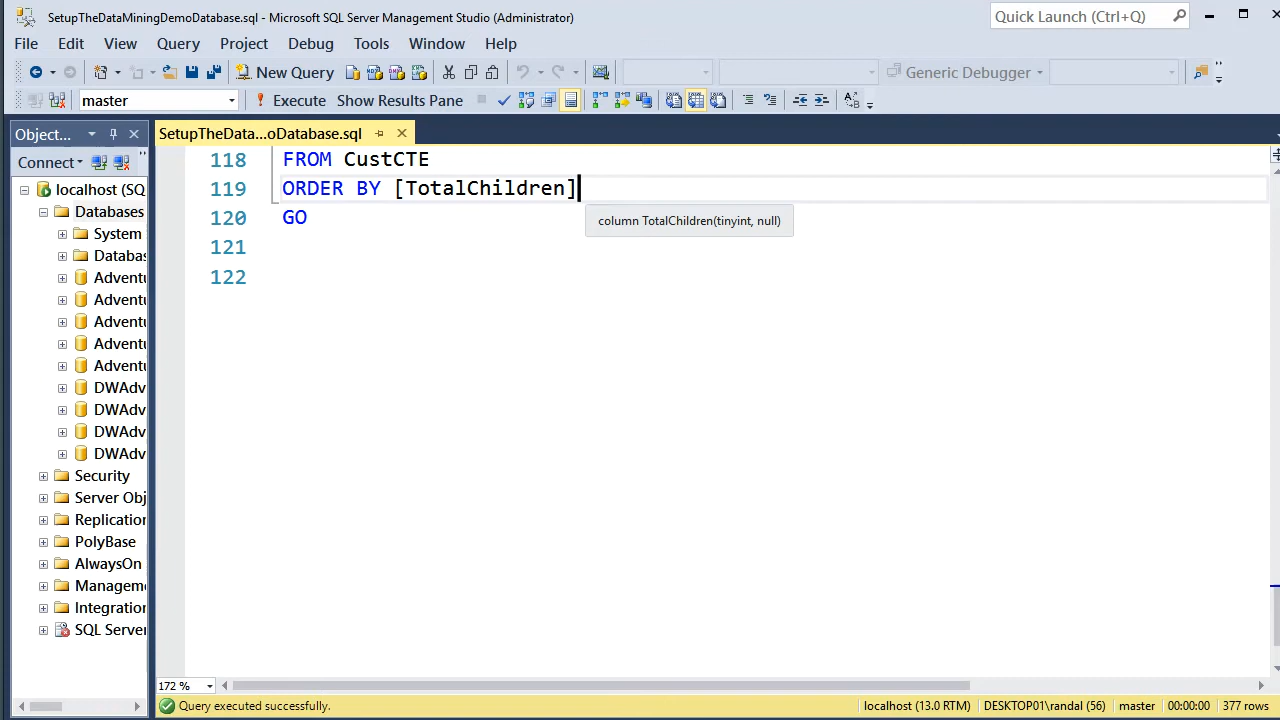 SetupTheDataMiningDemoDatabase.sql - Microsoft SQL Server Management Studio (Administrator)
Quick Launch (Ctrl+Q)
File Edit View Query Project Debug Tools Window Help
New Query
Generic Debugger
master
Execute
Show Results Pane
Object...
SetupTheData...oDatabase.sql
Connect
localhost (SQ
Databases
System
Databas
Adventu
Adventu
Adventu
Adventu
Adventu
DWAdv
DWAdv
DWAdv
DWAdv
Security
Server Obj
Replication
PolyBase
AlwaysOn
Managem
Integration
SQL Server
118 FROM CustCTE
119 ORDER BY [TotalChildren]
column TotalChildren(tinyint, null)
120 GO
121
122
172 %
Query executed successfully.
localhost (13.0 RTM)
DESKTOP01\randal (56)
master
00:00:00
377 rows